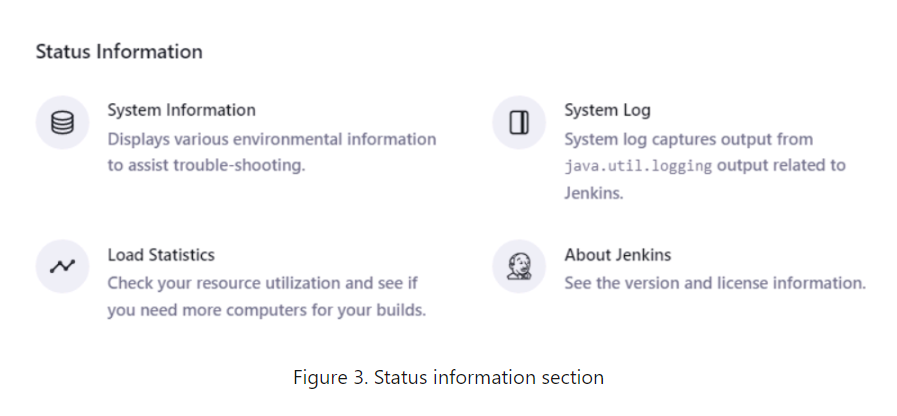 Status Information
System Information
Displays various environmental information
to assist trouble-shooting.
System Log
System log captures output from
java.util.logging output related to
Jenkins.
Load Statistics
Check your resource utilization and see if
you need more computers for your builds.
About Jenkins
See the version and license information.
Figure 3. Status information section